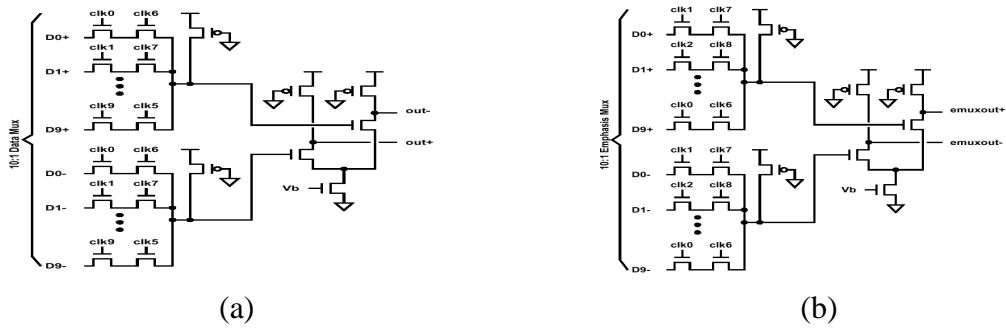 clk0 clk6
D0+
clk1 clk7
D1+
clk9 clk5
D9+
10:1 Data Mux
out-
out+
clk0 clk6
D0-
clk1 clk7
D1-
Vb
clk9 clk5
D9-
(a)
clk1 clk7
D0+
clk2 clk8
D1+
clk0 clk6
D9+
10:1 Emphasis Mux
emuxout+
emuxout-
clk1 clk7
D0-
clk2 clk8
D1-
Vb
clk0 clk6
D9-
(b)